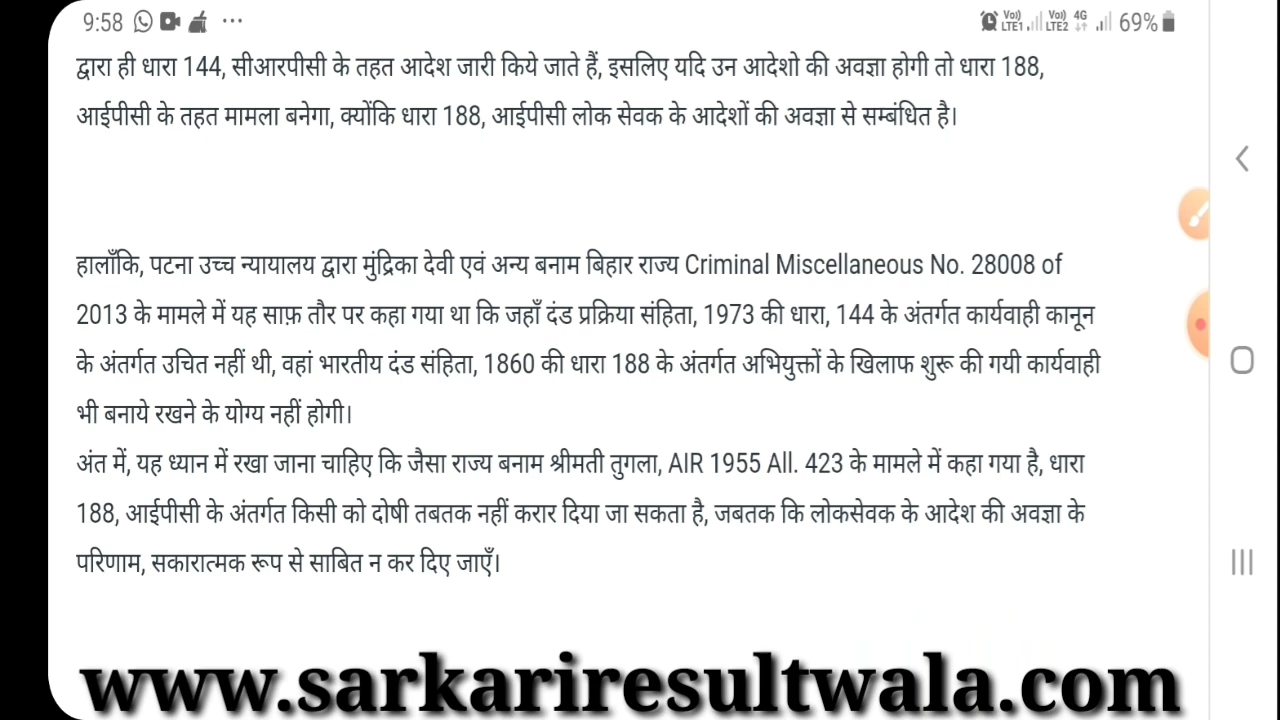 9:58 ... Vo) LTE1 Vo) LTE2 4G 69%
द्वारा ही धारा 144, सीआरपीसी के तहत आदेश जारी किये जाते हैं, इसलिए यदि उन आदेशो की अवज्ञा होगी तो धारा 188,
आईपीसी के तहत मामला बनेगा, क्योंकि धारा 188, आईपीसी लोक सेवक के आदेशों की अवज्ञा से सम्बंधित है।
हालाँकि, पटना उच्च न्यायालय द्वारा मुंद्रिका देवी एवं अन्य बनाम बिहार राज्य Criminal Miscellaneous No. 28008 of
2013 के मामले में यह साफ़ तौर पर कहा गया था कि जहाँ दंड प्रक्रिया संहिता, 1973 की धारा, 144 के अंतर्गत कार्यवाही कानून
के अंतर्गत उचित नहीं थी, वहां भारतीय दंड संहिता, 1860 की धारा 188 के अंतर्गत अभियुक्तों के खिलाफ शुरू की गयी कार्यवाही
भी बनाये रखने के योग्य नहीं होगी।
अंत में, यह ध्यान में रखा जाना चाहिए कि जैसा राज्य बनाम श्रीमती तुगला, AIR 1955 All. 423 के मामले में कहा गया है, धारा
188, आईपीसी के अंतर्गत किसी को दोषी तबतक नहीं करार दिया जा सकता है, जबतक कि लोकसेवक के आदेश की अवज्ञा के
परिणाम, सकारात्मक रूप से साबित न कर दिए जाएँ।
www.sarkariresultwala.com